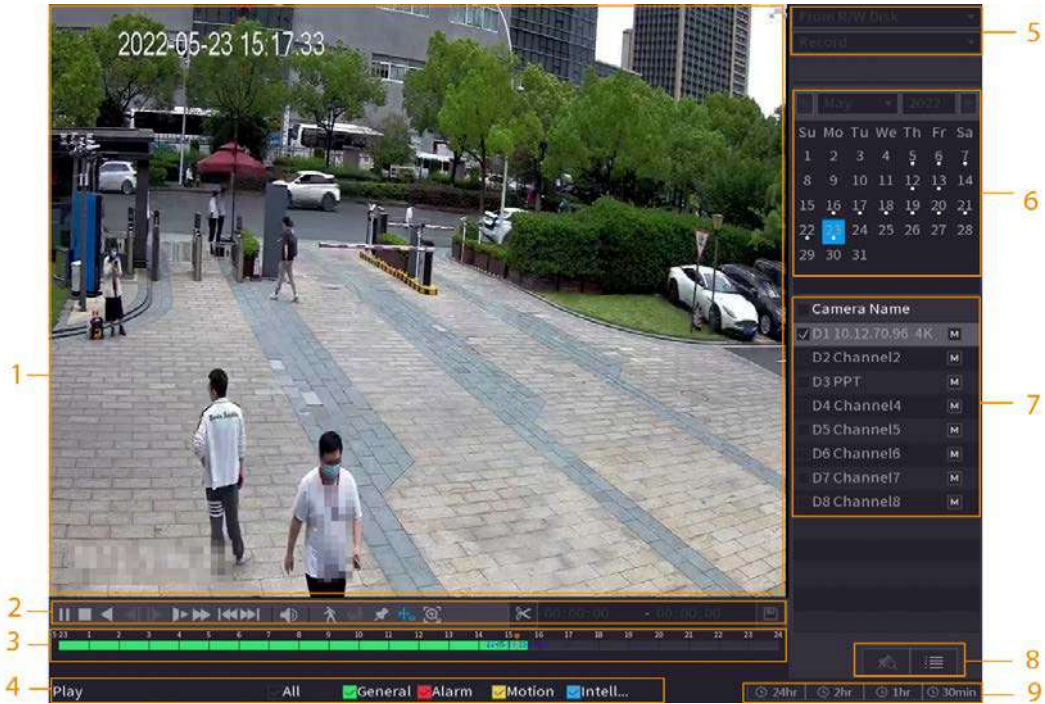 2022-05-23 15:17:33
From R/W Disk
Record
5
May 2022
Su Mo Tu We Th Fr Sa
1 2 3 4 5 6 7
8 9 10 11 12 13 14
15 16 17 18 19 20 21
22 23 24 25 26 27 28
29 30 31
6
1
Camera Name
D1 10.12.70.96 4K M
D2 Channel2 M
D3 PPT M
D4 Channel4 M
D5 Channel5 M
D6 Channel6 M
D7 Channel7 M
D8 Channel8 M
7
2
00:00:00 - 00:00:00
3
5-23 1 2 3 4 5 6 7 8 9 10 11 12 13 14 15 16 17 18 19 20 21 22 23 24
8
4
Play All General Alarm Motion Intell...
24hr 2hr 1hr 30min
9